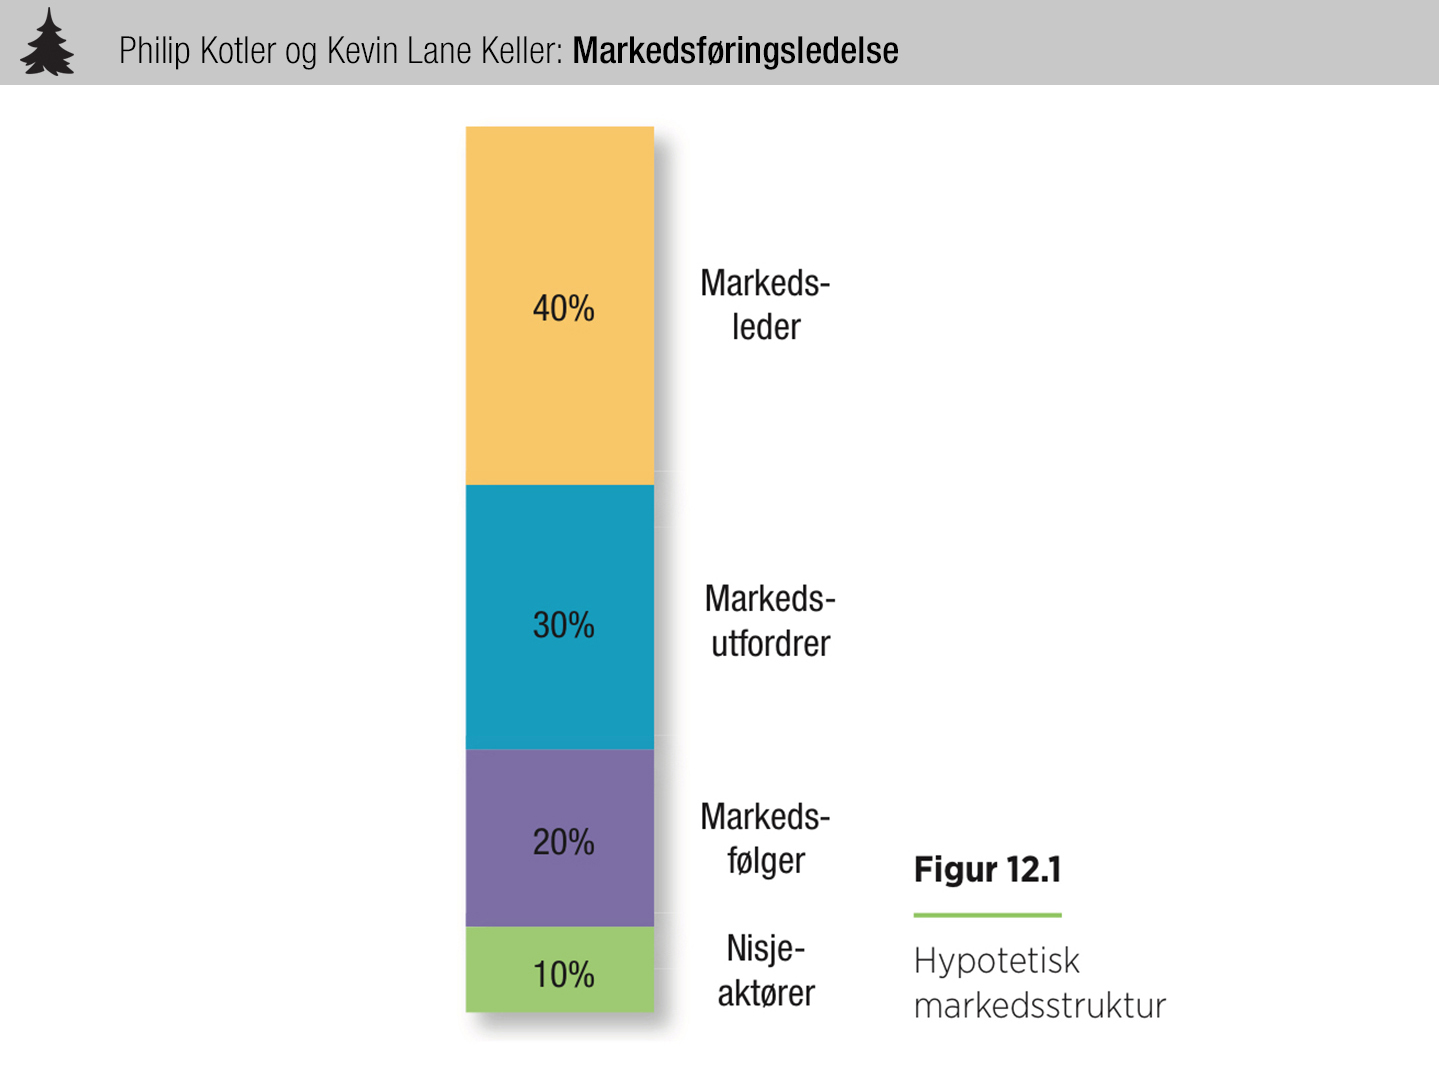 Philip Kotler og Kevin Lane Keller: Markedsføringsledelse
40%
Markeds-
leder
30%
Markeds-
utfordrer
20%
Markeds-
følger
10%
Nisje-
aktører
Figur 12.1
Hypotetisk
markedsstruktur